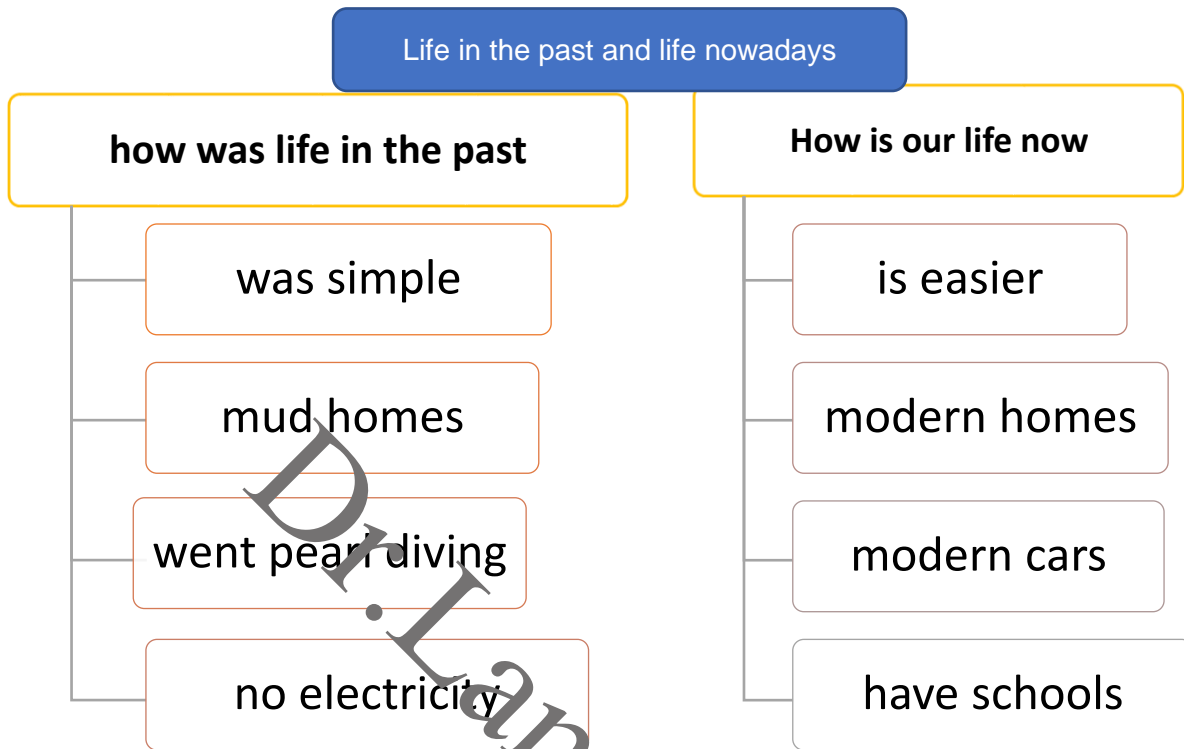 Life in the past and life nowadays
how was life in the past
was simple
mud homes
went pearl diving
no electricity
How is our life now
is easier
modern homes
modern cars
have schools